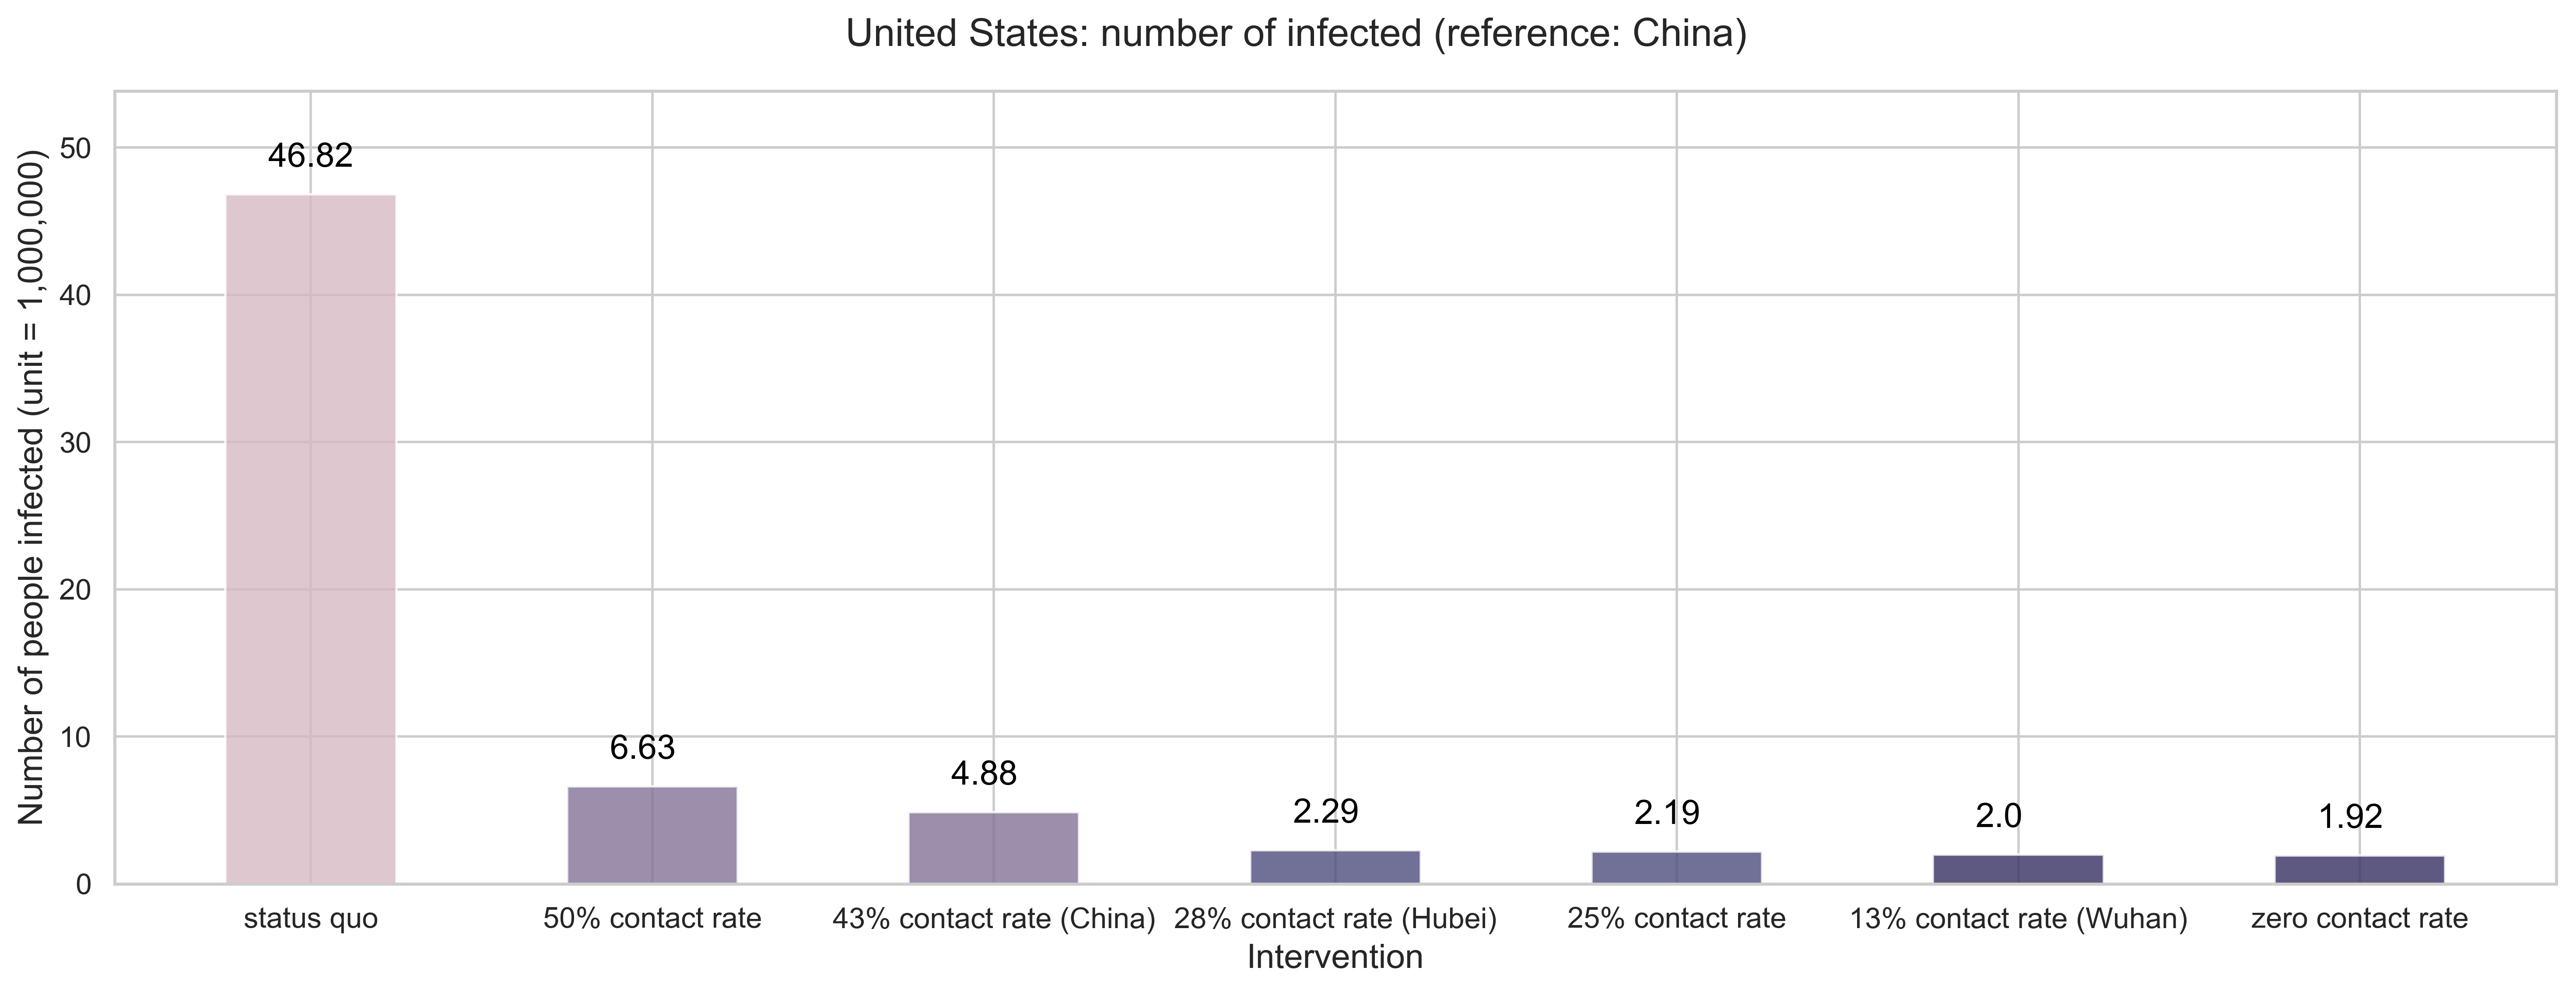 United States: number of infected (reference: China)
Number of people infected (unit = 1,000,000)
50
40
30
20
10
0
46.82
6.63
4.88
2.29
2.19
2.0
1.92
status quo
50% contact rate
43% contact rate (China)
28% contact rate (Hubei)
25% contact rate
13% contact rate (Wuhan)
zero contact rate
Intervention